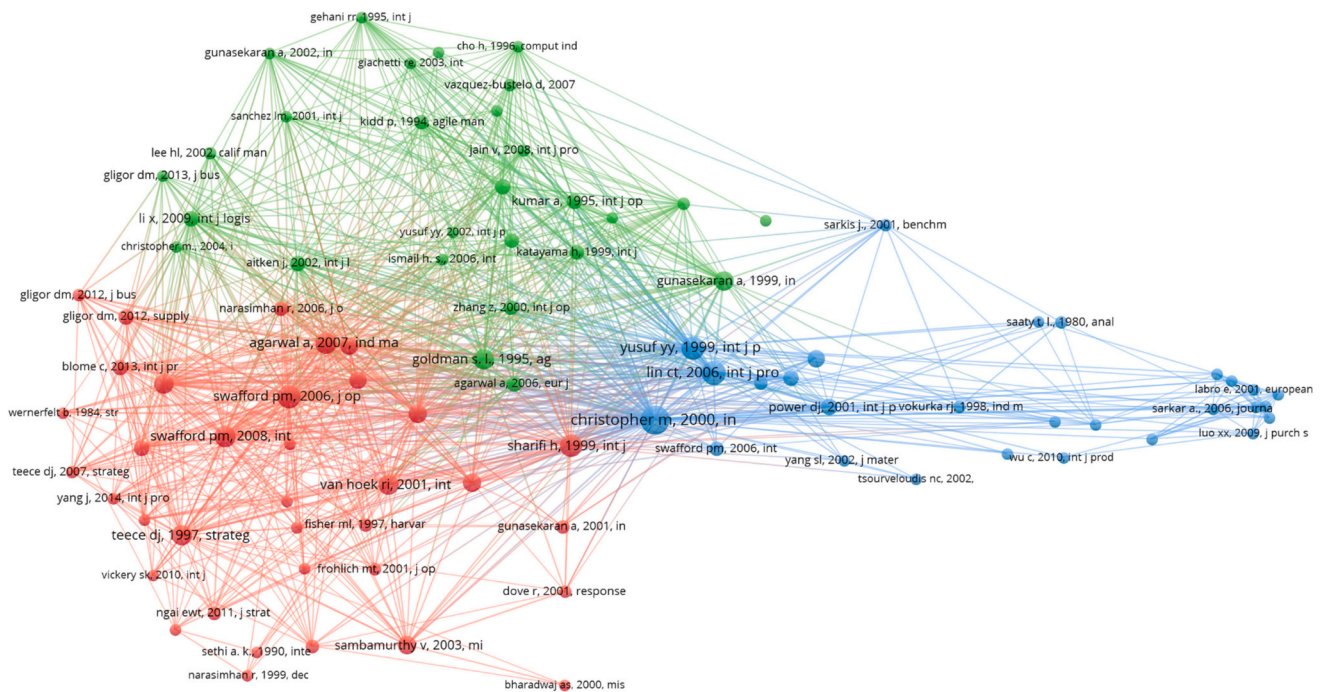 gehani rr, 1995, int j
cho h, 1996, comput ind
gunasekaran a, 2002, in
giachetti re, 2003, int
vazquez-bustelo d, 2007
sanchez lm, 2001, int j
kidd p, 1994, agile man
lee hl, 2002, calif man
jain v, 2008, int j pro
gligor dm, 2013, j bus
kumar a, 1995, int j op
li x, 2009, int j logis
sarkis j., 2001, benchm
yusuf yy, 2002, int j p
christopher m., 2004, i
katayama h, 1999, int j
ismail h. s., 2006, int
aitken j, 2002, int j l
gunasekaran a, 1999, in
gligor dm, 2012, j bus
narasimhan r, 2006, j o
zhang z, 2000, int j op
gligor dm, 2012, supply
saaty t. l., 1980, anal
agarwal a, 2007, ind ma
yusuf yy, 1999, int j p
goldman s. l., 1995, ag
blome c, 2013, int j pr
lin ct, 2006, int j pro
agarwal a, 2006, eur j
labro e, 2001, european
swafford pm, 2006, j op
power dj, 2001, int j p
vokurka rj, 1998, ind m
sarkar a., 2006, journa
wernerfelt b, 1984, str
christopher m, 2000, in
luo xx, 2009, j purch s
swafford pm, 2008, int
sharifi h, 1999, int j
swafford pm, 2006, int
wu c, 2010, int j prod
yang sl, 2002, j mater
teece dj, 2007, strateg
tsourveloudis nc, 2002,
van hoek ri, 2001, int
yang j, 2014, int j pro
fisher ml, 1997, harvar
gunasekaran a, 2001, in
teece dj, 1997, strateg
frohlich mt, 2001, j op
vickery sk, 2010, int j
dove r, 2001, response
ngai ewt, 2011, j strat
sambamurthy v, 2003, mi
sethi a. k., 1990, inte
narasimhan r, 1999, dec
bharadwaj as, 2000, mis